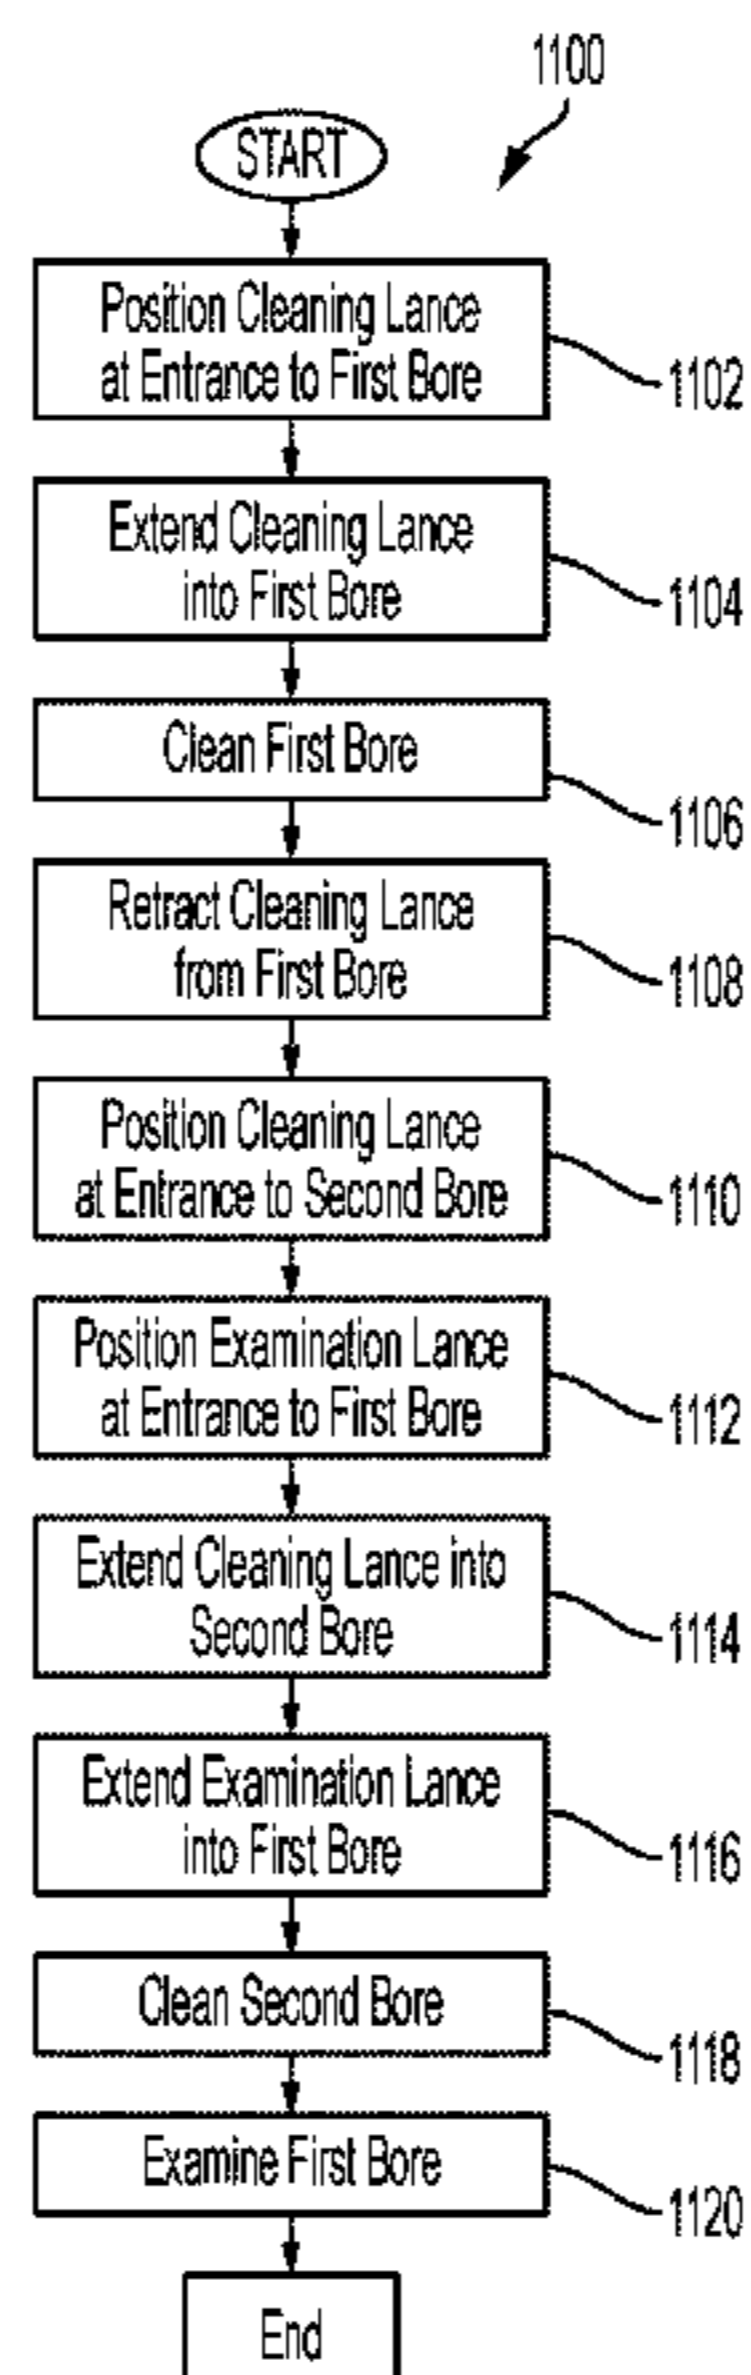 1100
START
Position Cleaning Lance
at Entrance to First Bore
1102
Extend Cleaning Lance
into First Bore
1104
Clean First Bore
1106
Retract Cleaning Lance
from First Bore
1108
Position Cleaning Lance
at Entrance to Second Bore
1110
Position Examination Lance
at Entrance to First Bore
1112
Extend Cleaning Lance into
Second Bore
1114
Extend Examination Lance
into First Bore
1116
Clean Second Bore
1118
Examine First Bore
1120
End